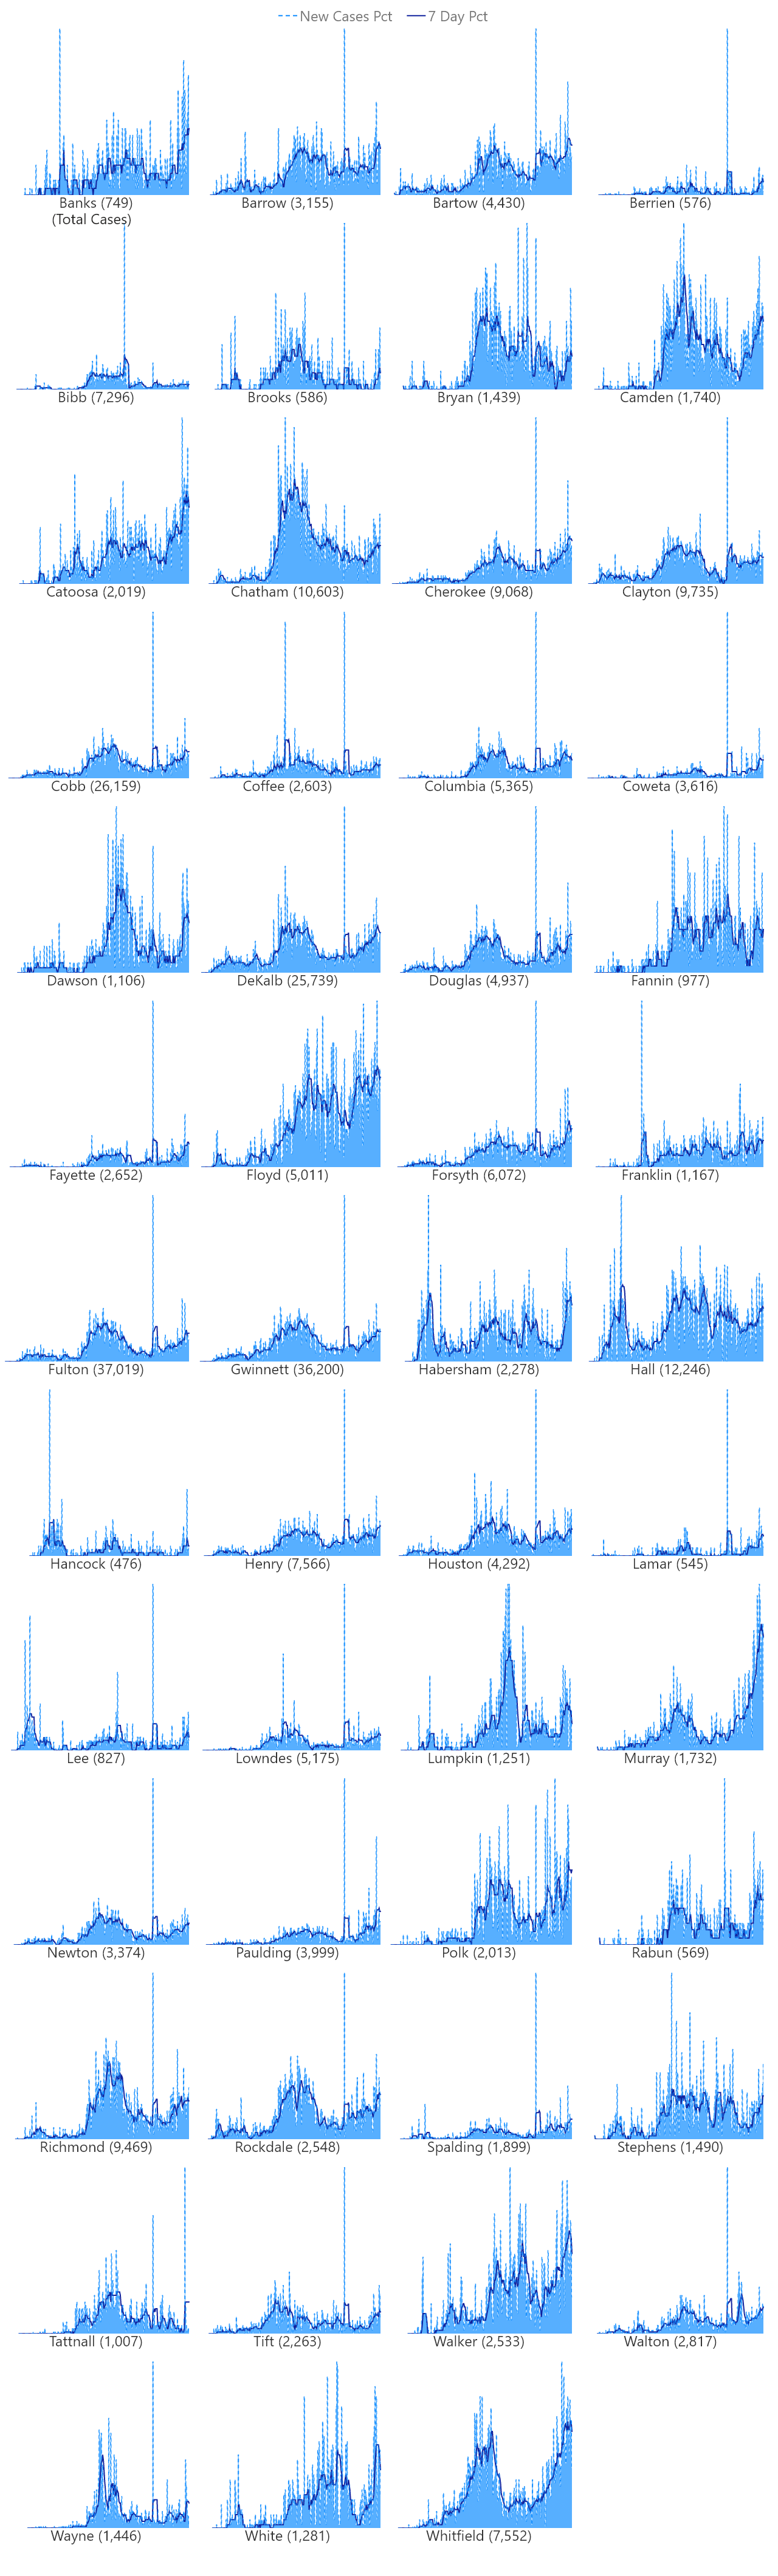 New Cases Pct 7 Day Pct
Banks (749) Barrow (3,155) Bartow (4,430) Berrien (576)
(Total Cases)
Bibb (7,296) Brooks (586) Bryan (1,439) Camden (1,740)
Catoosa (2,019) Chatham (10,603) Cherokee (9,068) Clayton (9,735)
Cobb (26,159) Coffee (2,603) Columbia (5,365) Coweta (3,616)
Dawson (1,106) DeKalb (25,739) Douglas (4,937) Fannin (977)
Fayette (2,652) Floyd (5,011) Forsyth (6,072) Franklin (1,167)
Fulton (37,019) Gwinnett (36,200) Habersham (2,278) Hall (12,246)
Hancock (476) Henry (7,566) Houston (4,292) Lamar (545)
Lee (827) Lowndes (5,175) Lumpkin (1,251) Murray (1,732)
Newton (3,374) Paulding (3,999) Polk (2,013) Rabun (569)
Richmond (9,469) Rockdale (2,548) Spalding (1,899) Stephens (1,490)
Tattnall (1,007) Tift (2,263) Walker (2,533) Walton (2,817)
Wayne (1,446) White (1,281) Whitfield (7,552)